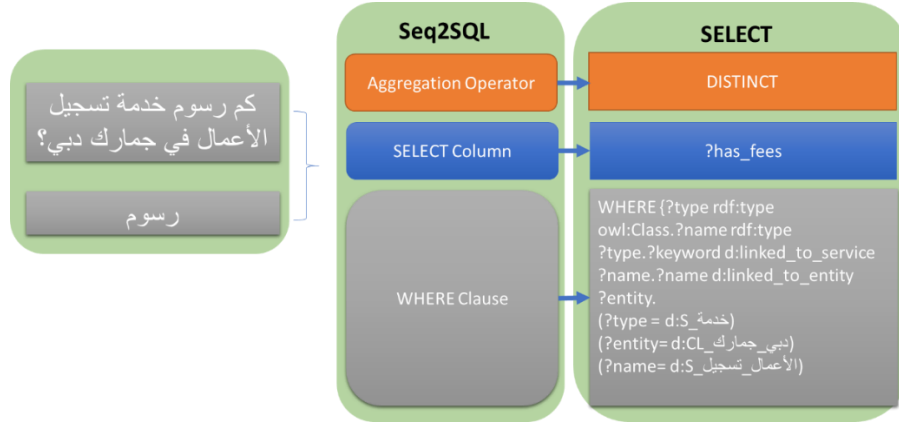 كم رسوم خدمة تسجيل
الأعمال في جمارك دبي؟
رسوم
Seq2SQL
Aggregation Operator
SELECT Column
WHERE Clause
SELECT
DISTINCT
?has_fees
WHERE {?type rdf:type
owl:Class.?name rdf:type
?type.?keyword d:linked_to_service
?name.?name d:linked_to_entity
?entity.
(?type = d:S_خدمة)
(?entity= d:CL_دبي_جمارك)
(?name= d:S_الأعمال_تسجيل)